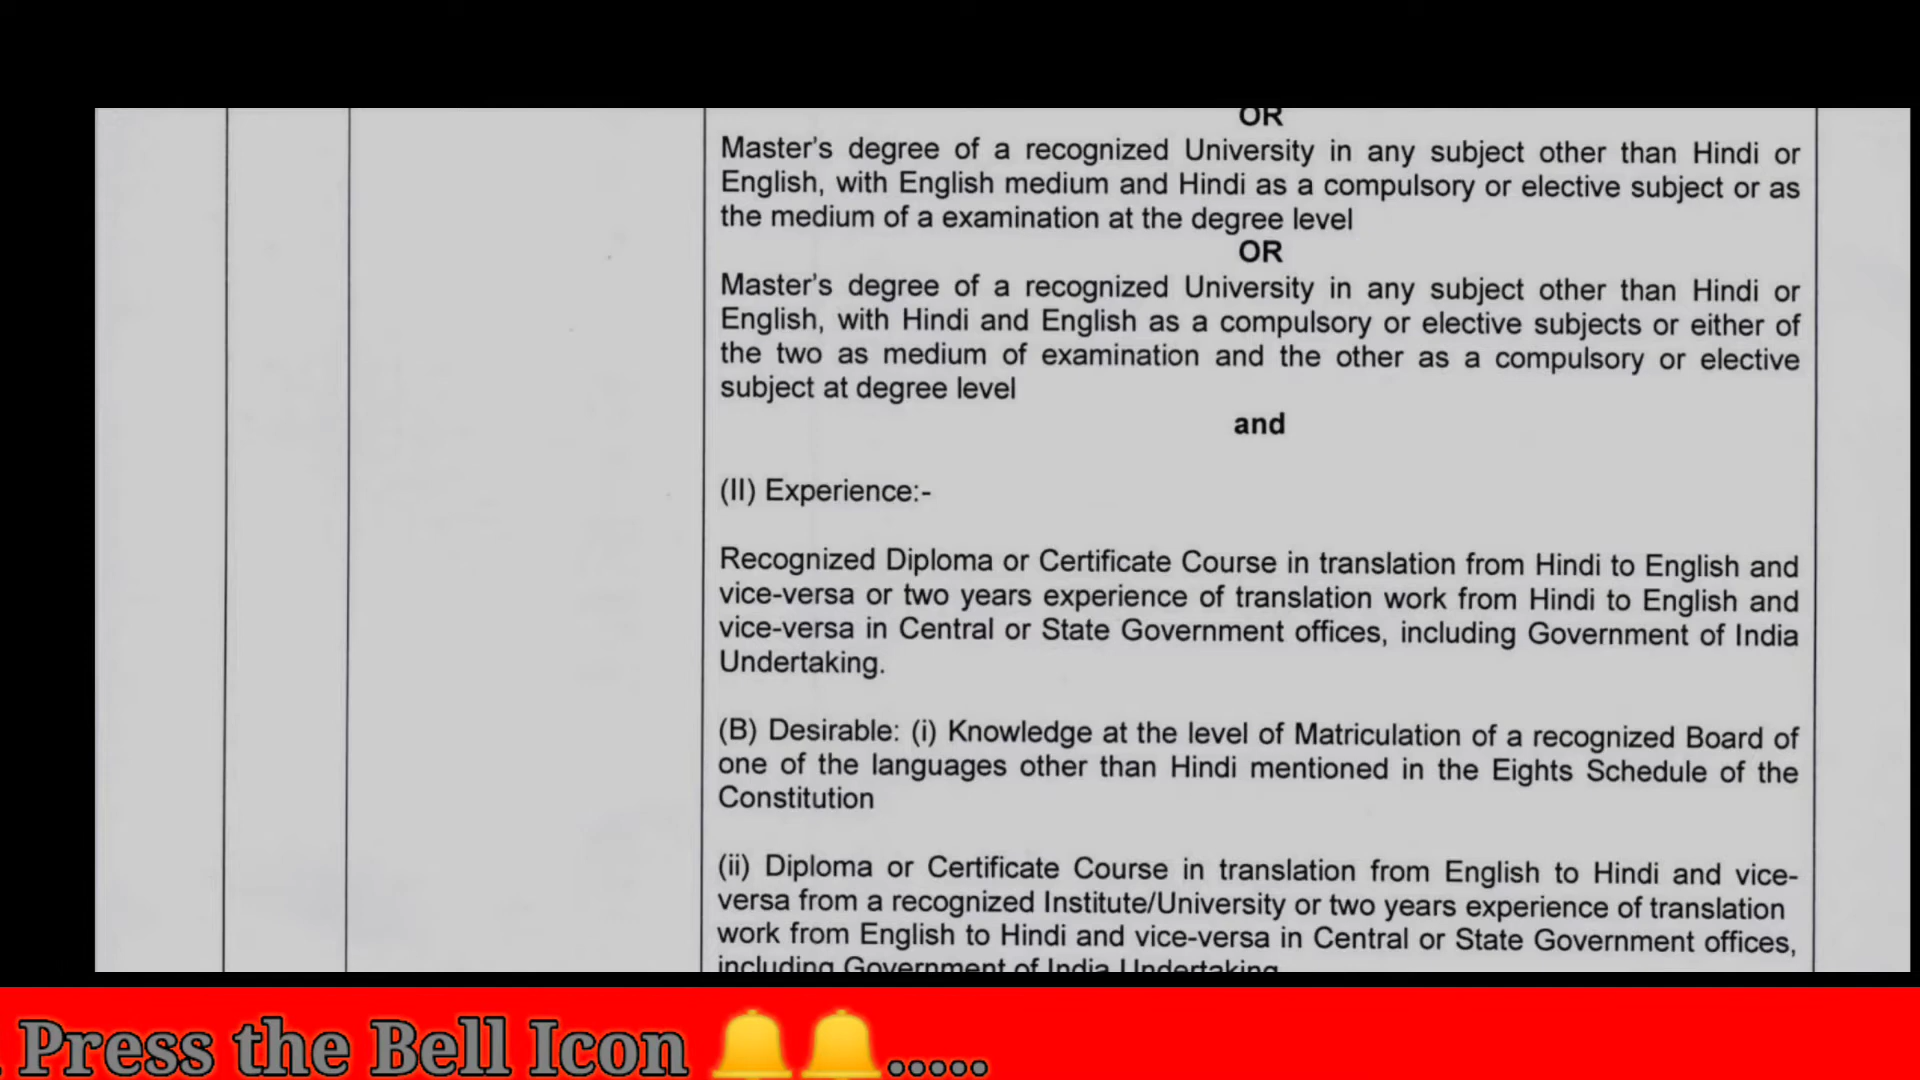 OR
Master's degree of a recognized University in any subject other than Hindi or
English, with English medium and Hindi as a compulsory or elective subject or as
the medium of a examination at the degree level
OR
Master's degree of a recognized University in any subject other than Hindi or
English, with Hindi and English as a compulsory or elective subjects or either of
the two as medium of examination and the other as a compulsory or elective
subject at degree level
and
(II) Experience:-
Recognized Diploma or Certificate Course in translation from Hindi to English and
vice-versa or two years experience of translation work from Hindi to English and
vice-versa in Central or State Government offices, including Government of India
Undertaking.
(B) Desirable: (i) Knowledge at the level of Matriculation of a recognized Board of
one of the languages other than Hindi mentioned in the Eights Schedule of the
Constitution
(ii) Diploma or Certificate Course in translation from English to Hindi and vice-
versa from a recognized Institute/University or two years experience of translation
work from English to Hindi and vice-versa in Central or State Government offices,
including Government of India Undertaking
Press the Bell Icon 🔔🔔.....